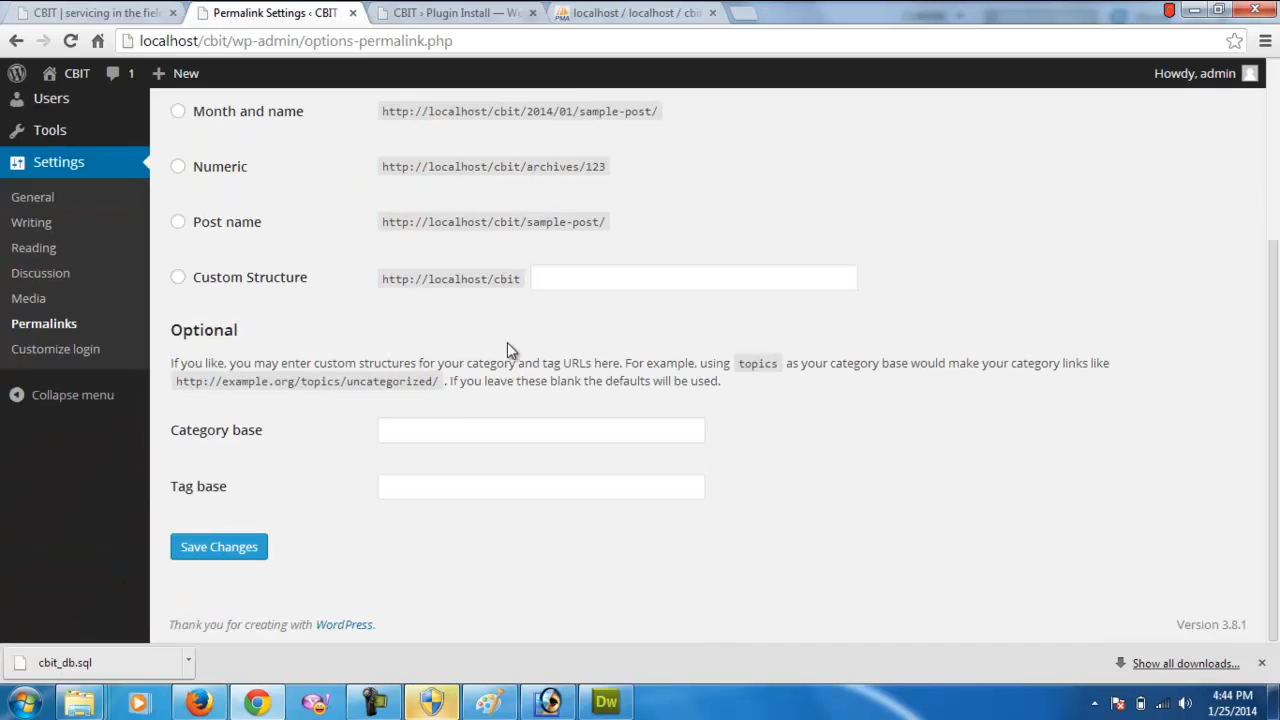 CBIT | servicing in the fiel
Permalink Settings ‹ CBIT
CBIT › Plugin Install — W
localhost / localhost / cbi
localhost/cbit/wp-admin/options-permalink.php
CBIT
1
New
Howdy, admin
Users
Tools
Settings
General
Writing
Reading
Discussion
Media
Permalinks
Customize login
Collapse menu
Month and name
http://localhost/cbit/2014/01/sample-post/
Numeric
http://localhost/cbit/archives/123
Post name
http://localhost/cbit/sample-post/
Custom Structure
http://localhost/cbit
Optional
If you like, you may enter custom structures for your category and tag URLs here. For example, using topics as your category base would make your category links like
http://example.org/topics/uncategorized/ . If you leave these blank the defaults will be used.
Category base
Tag base
Save Changes
Thank you for creating with WordPress.
Version 3.8.1
cbit_db.sql
Show all downloads...
Dw
4:44 PM
1/25/2014